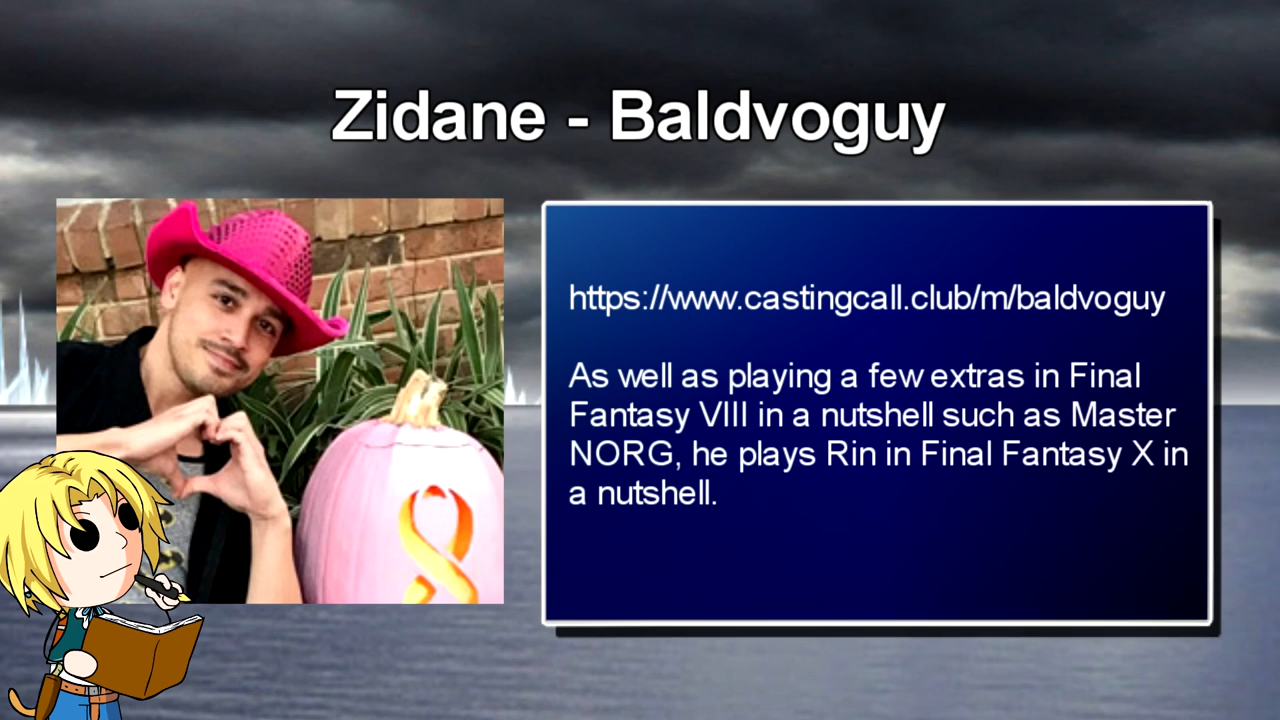 Zidane - Baldvoguy
https://www.castingcall.club/m/baldvoguy
As well as playing a few extras in Final
Fantasy VIII in a nutshell such as Master
NORG, he plays Rin in Final Fantasy X in
a nutshell.